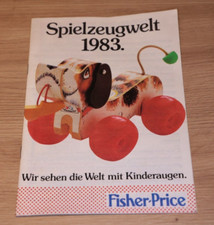 Spielzeugwelt
1983.
Wir sehen die Welt mit Kinderaugen.
Fisher-Price